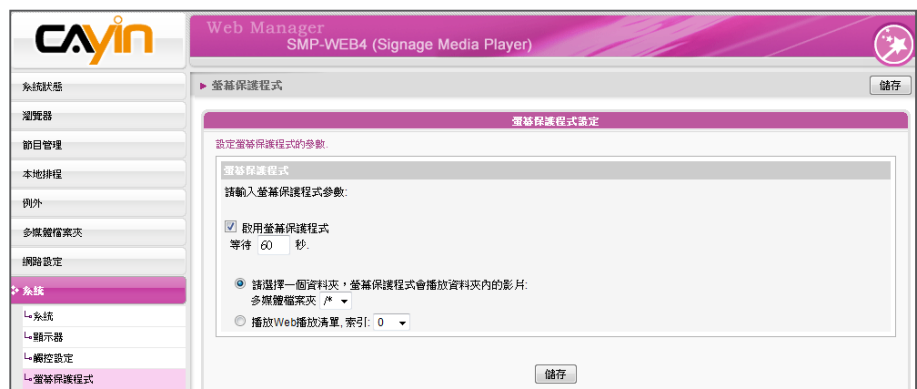 CAYIN
Web Manager
SMP-WEB4 (Signage Media Player)
系統狀態
瀏覽器
節目管理
本地排程
例外
多媒體檔案夾
網路設定
系統
系統
顯示器
觸控設定
螢幕保護程式
螢幕保護程式
儲存
螢幕保護程式設定
設定螢幕保護程式的參數.
螢幕保護程式
請輸入螢幕保護程式參數:
啟用螢幕保護程式
等待 60 秒.
請選擇一個資料夾，螢幕保護程式會播放資料夾內的影片:
多媒體檔案夾 /*
播放Web播放清單, 索引: 0
儲存